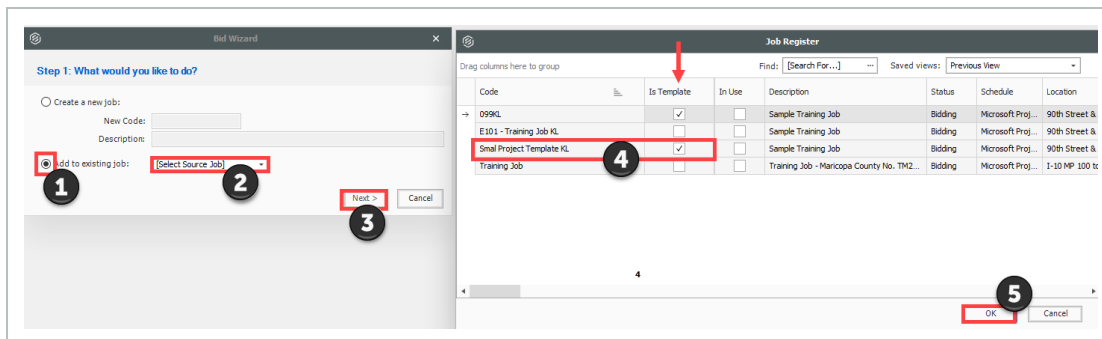 Bid Wizard
Step 1: What would you like to do?
Create a new job:
New Code:
Description:
Add to existing job: [Select Source Job]
1
2
Next > Cancel
3
Job Register
Drag columns here to group Find: [Search For...] ... Saved views: Previous View
Code Is Template In Use Description Status Schedule Location
099KL Sample Training Job Bidding Microsoft Proj... 90th Street &
E101 - Training Job KL Sample Training Job Bidding Microsoft Proj... 90th Street &
Smal Project Template KL Sample Training Job Bidding Microsoft Proj... 90th Street &
4
Training Job Training Job - Maricopa County No. TM2... Bidding Microsoft Proj... I-10 MP 100 to
4
5
OK Cancel